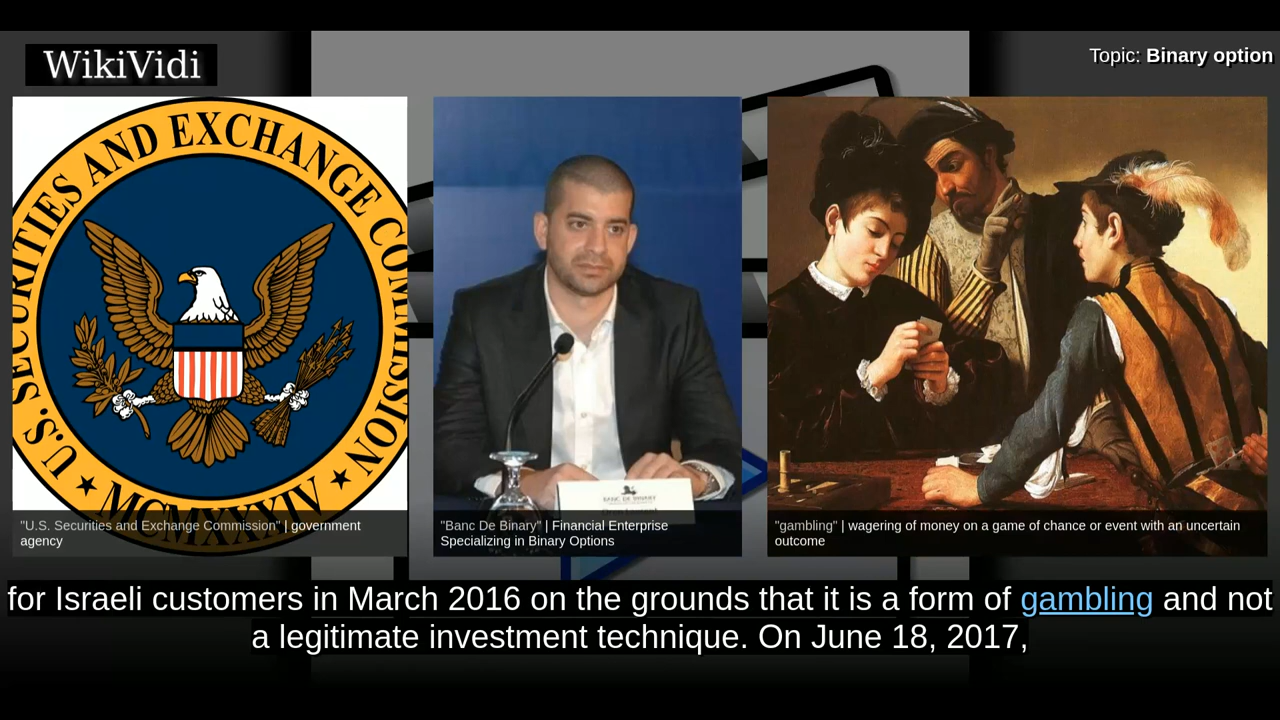 WikiVidi
Topic: Binary option
U.S. SECURITIES AND EXCHANGE COMMISSION
MCMXXXIV
BANC DE BINARY
"U.S. Securities and Exchange Commission" | government
agency
"Banc De Binary" | Financial Enterprise
Specializing in Binary Options
"gambling" | wagering of money on a game of chance or event with an uncertain
outcome
for Israeli customers in March 2016 on the grounds that it is a form of gambling and not
a legitimate investment technique. On June 18, 2017,